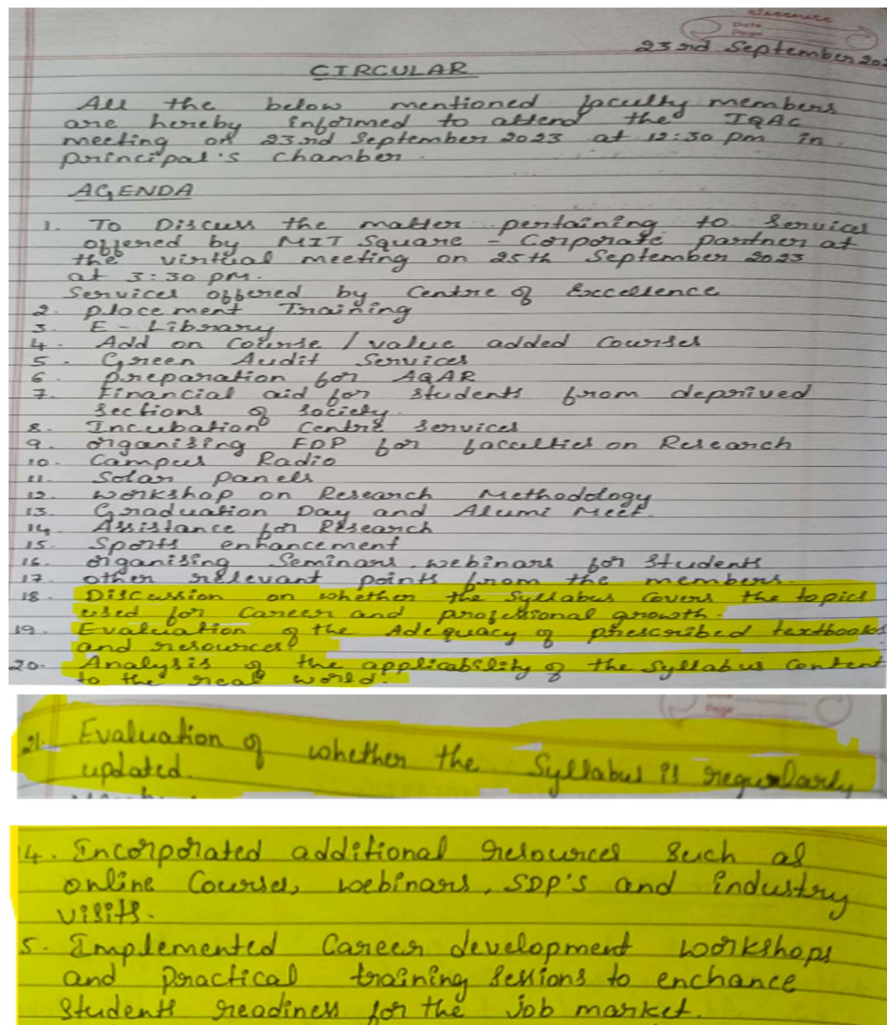 classmate
Date
Page
23rd September 202
CIRCULAR
All the below mentioned faculty members
are hereby informed to attend the IQAC
meeting on 23rd September 2023 at 12:30 pm in
principal's chamber.
AGENDA
1. To Discuss the matter pertaining to Services
offered by MIT Square - Corporate partner at
the virtual meeting on 25th September 2023
at 3:30 pm.
Services offered by Centre of Excellence
2. placement Training
3. E - Library
4. Add on course / value added courses
5. Green Audit Services
6. preparation for AQAR
7. Financial aid for students from deprived
sections of society.
8. Incubation Centre services
9. organising FDP for faculties on Research
10. Campus Radio
11. Solar panels
12. workshop on Research Methodology
13. Graduation Day and Alumi Meet.
14. Assistance for Research
15. Sports enhancement
16. organising Seminars, webinars for students
17. other relevant points from the members.
18. Discussion on whether the syllabus covers the topics
used for career and professional growth.
19. Evaluation of the Adequacy of prescribed textbooks
and resources
20. Analysis of the applicability of the syllabus content
to the real world.
21. Evaluation of whether the Syllabus is regularly
updated.
4. Incorporated additional resources such as
online Courses, webinars, SDP's and industry
visits.
5. Implemented Career development workshops
and practical training sessions to enchance
students readiness for the job market.